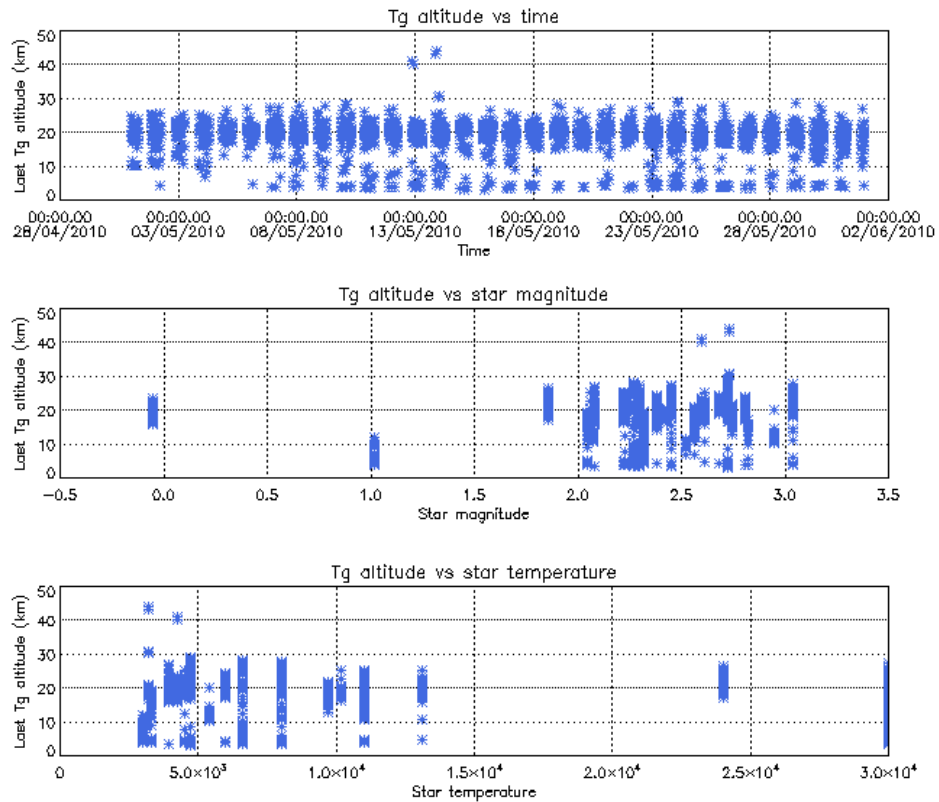 Tg altitude vs time
Last Tg altitude (km)
50
40
30
20
10
0
00:00.00 00:00.00 00:00.00 00:00.00 00:00.00 00:00.00 00:00.00 00:00.00
28/04/2010 03/05/2010 08/05/2010 13/05/2010 18/05/2010 23/05/2010 28/05/2010 02/06/2010
Time
Tg altitude vs star magnitude
Last Tg altitude (km)
50
40
30
20
10
0
-0.5 0.0 0.5 1.0 1.5 2.0 2.5 3.0 3.5
Star magnitude
Tg altitude vs star temperature
Last Tg altitude (km)
50
40
30
20
10
0
0 5.0×10³ 1.0×10⁴ 1.5×10⁴ 2.0×10⁴ 2.5×10⁴ 3.0×10⁴
Star temperature